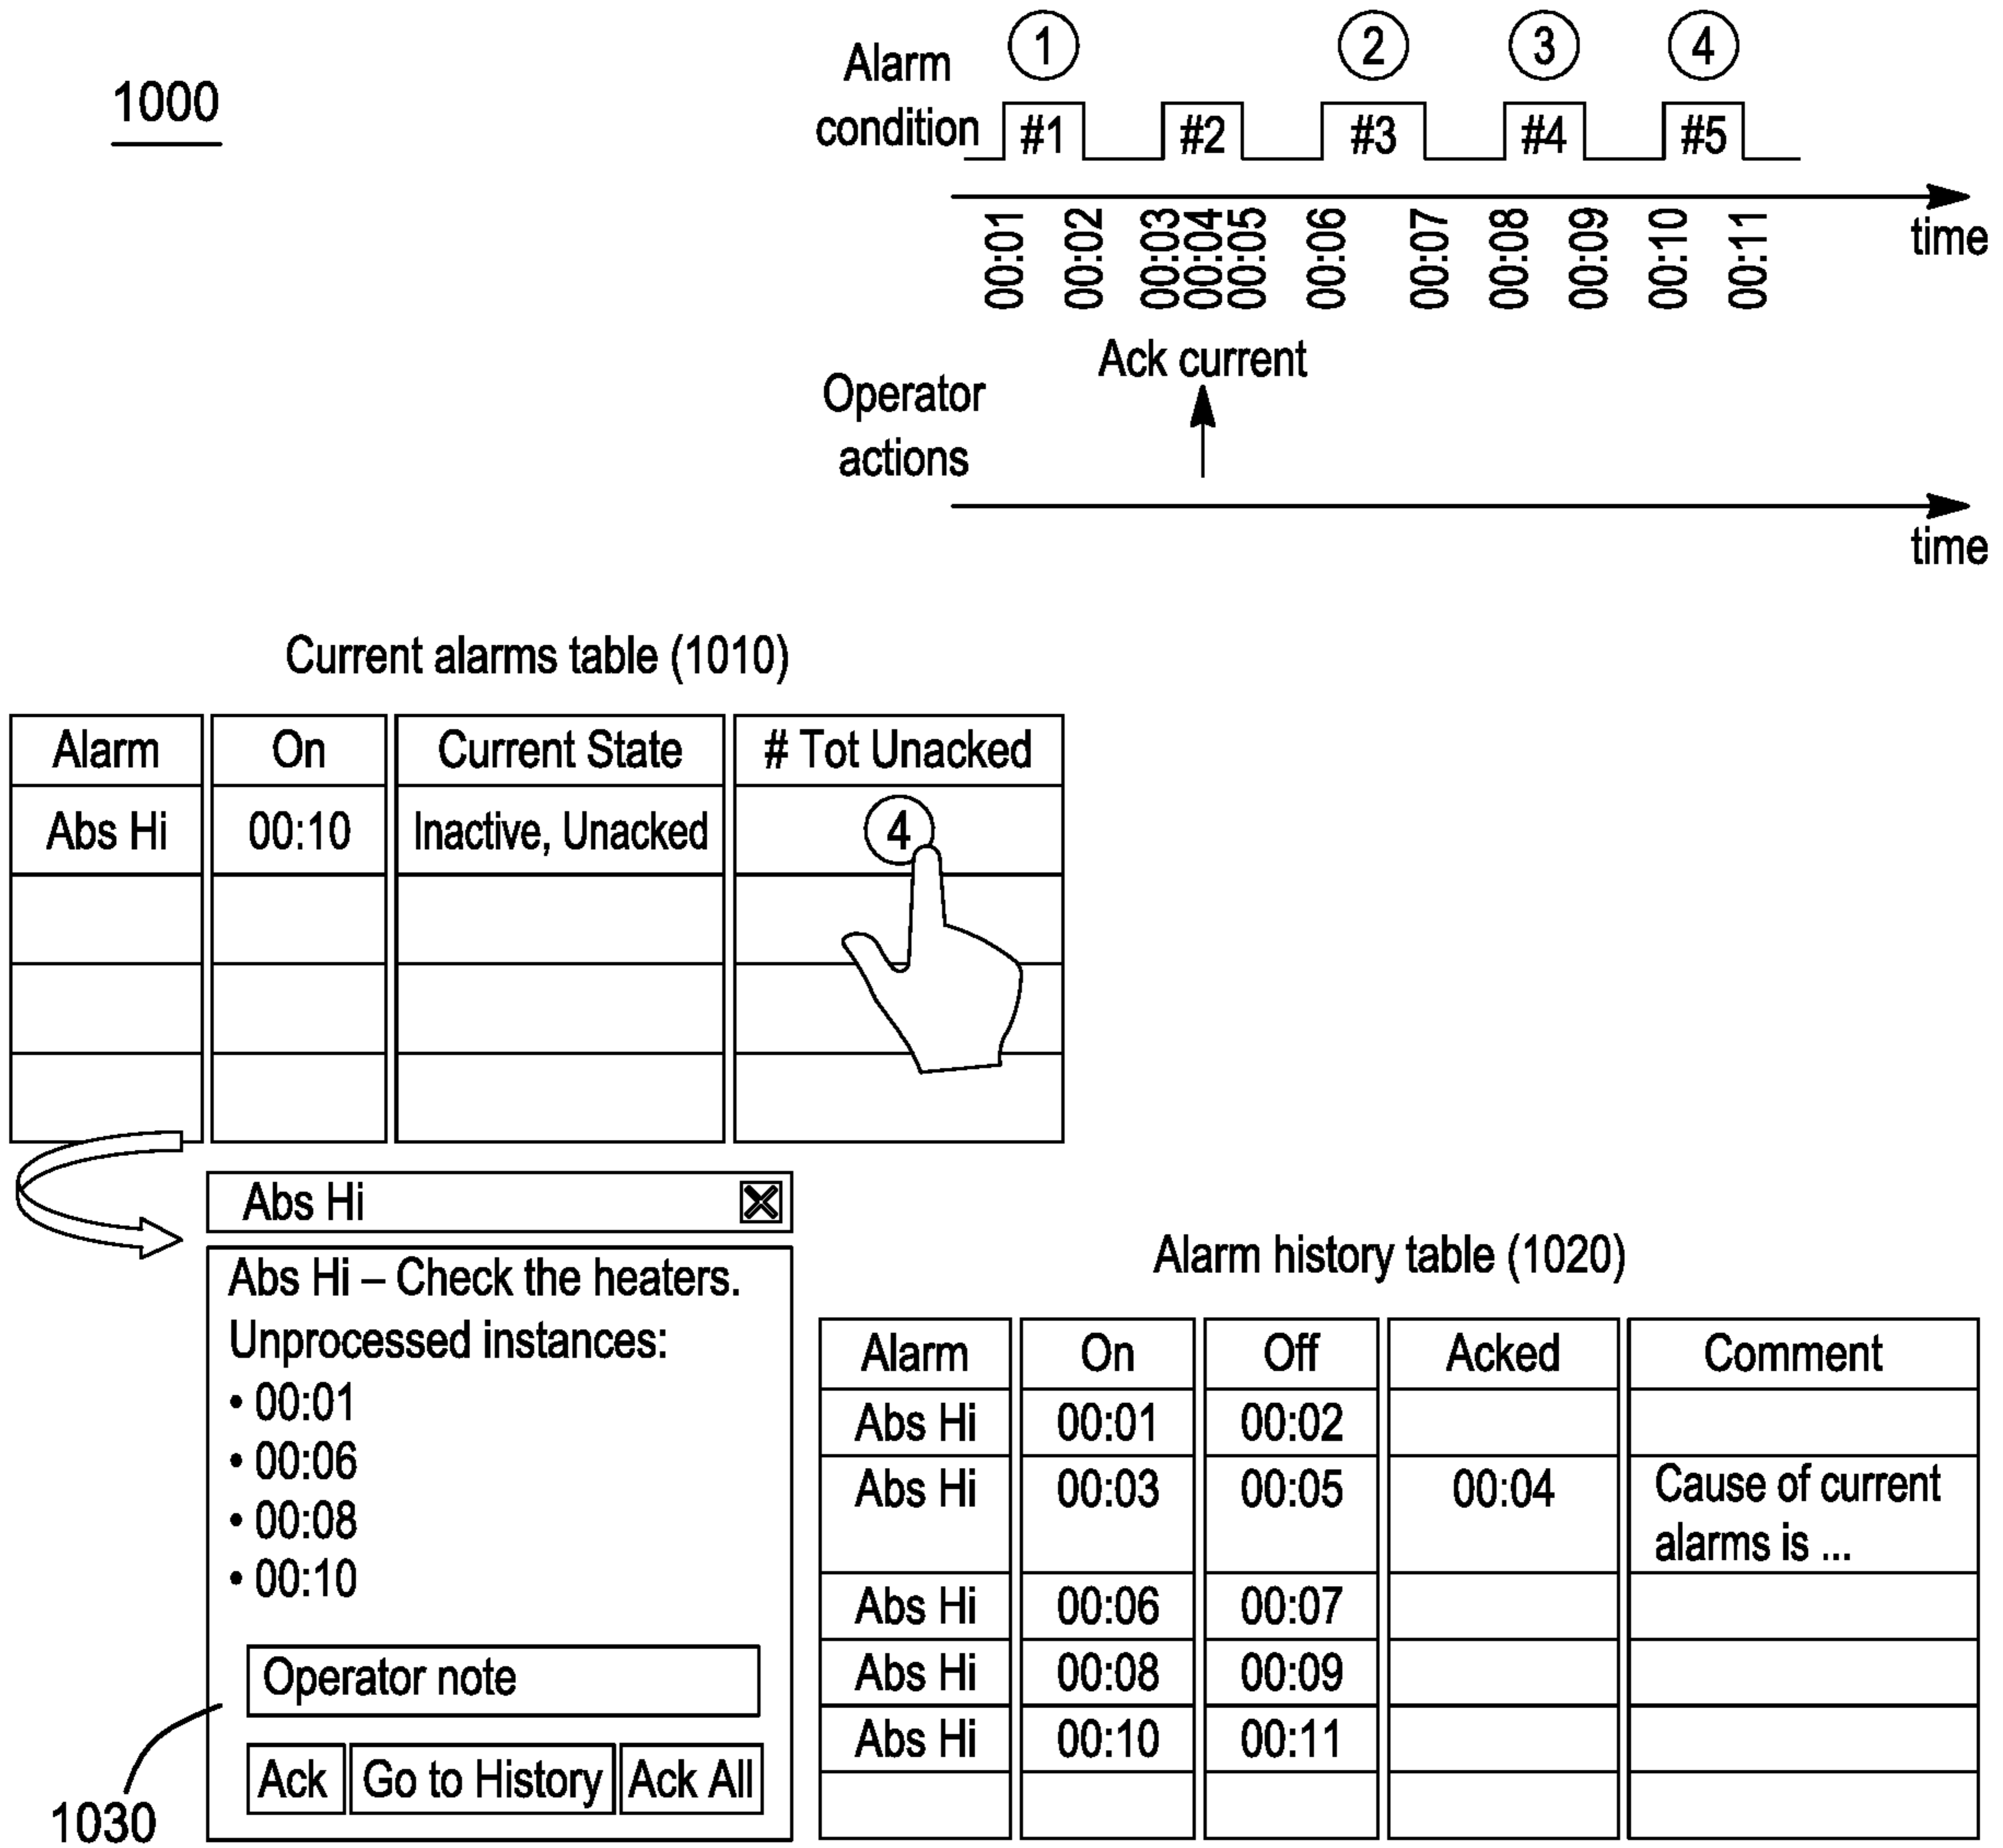 1000
Alarm
condition
1
2
3
4
#1
#2
#3
#4
#5
time
00:01
00:02
00:03
00:04
00:05
00:06
00:07
00:08
00:09
00:10
00:11
Ack current
Operator
actions
time
Current alarms table (1010)
Alarm On Current State # Tot Unacked
Abs Hi 00:10 Inactive, Unacked 4
Abs Hi
Abs Hi – Check the heaters.
Unprocessed instances:
• 00:01
• 00:06
• 00:08
• 00:10
Operator note
Ack Go to History Ack All
1030
Alarm history table (1020)
Alarm On Off Acked Comment
Abs Hi 00:01 00:02
Abs Hi 00:03 00:05 00:04 Cause of current
alarms is ...
Abs Hi 00:06 00:07
Abs Hi 00:08 00:09
Abs Hi 00:10 00:11